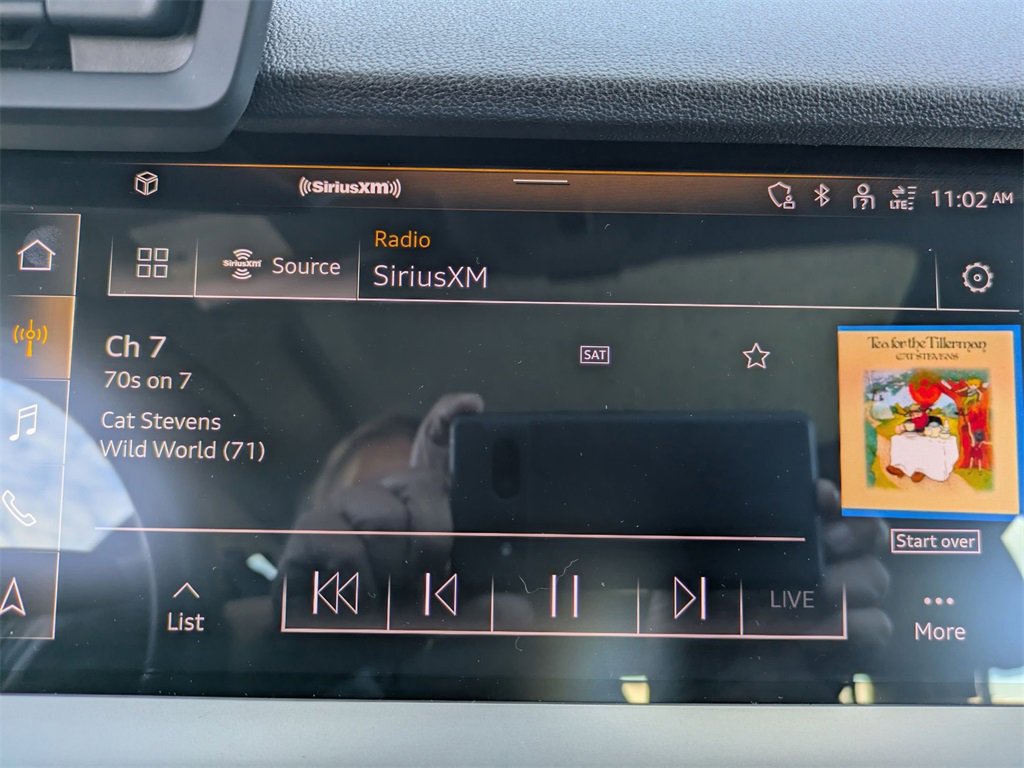 ((SiriusXM))
LTE
11:02 AM
SiriusXM
Source
Radio
SiriusXM
Ch 7
70s on 7
SAT
Cat Stevens
Wild World (71)
Tea for the Tillerman
CAT STEVENS
Start over
List
LIVE
More